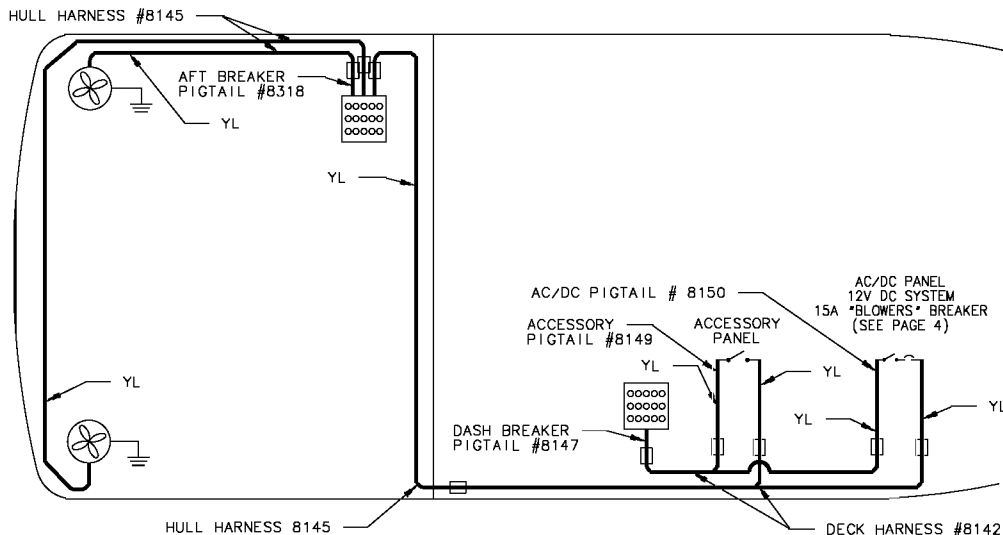 HULL HARNESS #8145
AFT BREAKER
PIGTAIL #8318
YL
YL
AC/DC PIGTAIL # 8150
AC/DC PANEL
12V DC SYSTEM
15A "BLOWERS" BREAKER
(SEE PAGE 4)
ACCESSORY
PIGTAIL #8149
ACCESSORY
PANEL
YL
YL
YL
YL
YL
DASH BREAKER
PIGTAIL #8147
HULL HARNESS 8145
DECK HARNESS #8142